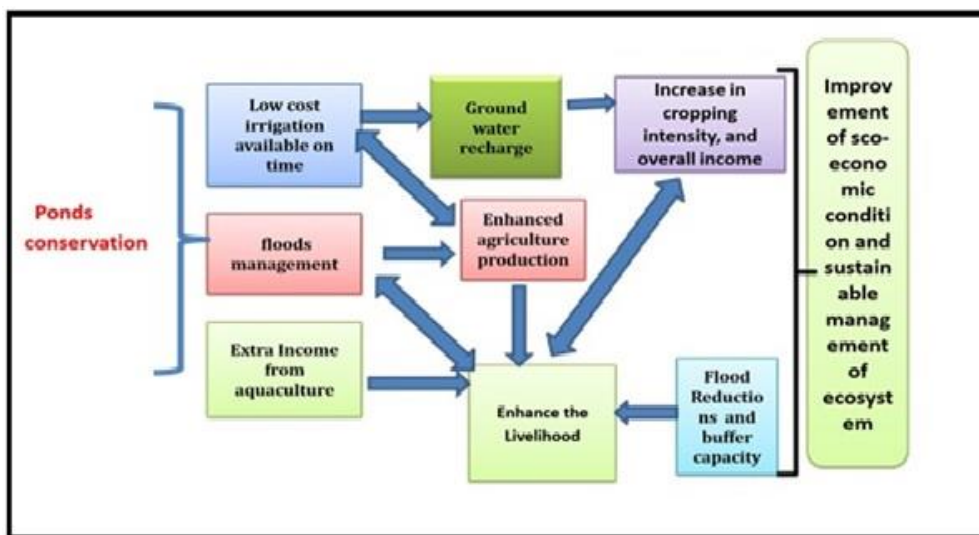 Ponds
conservation
Low cost
irrigation
available on
time
floods
management
Extra Income
from
aquaculture
Ground
water
recharge
Enhanced
agriculture
production
Enhance the
Livelihood
Increase in
cropping
intensity, and
overall income
Flood
Reductio
ns and
buffer
capacity
Improv
ement
of sco-
econo
mic
conditi
on and
sustain
able
manag
ement
of
ecosyst
em